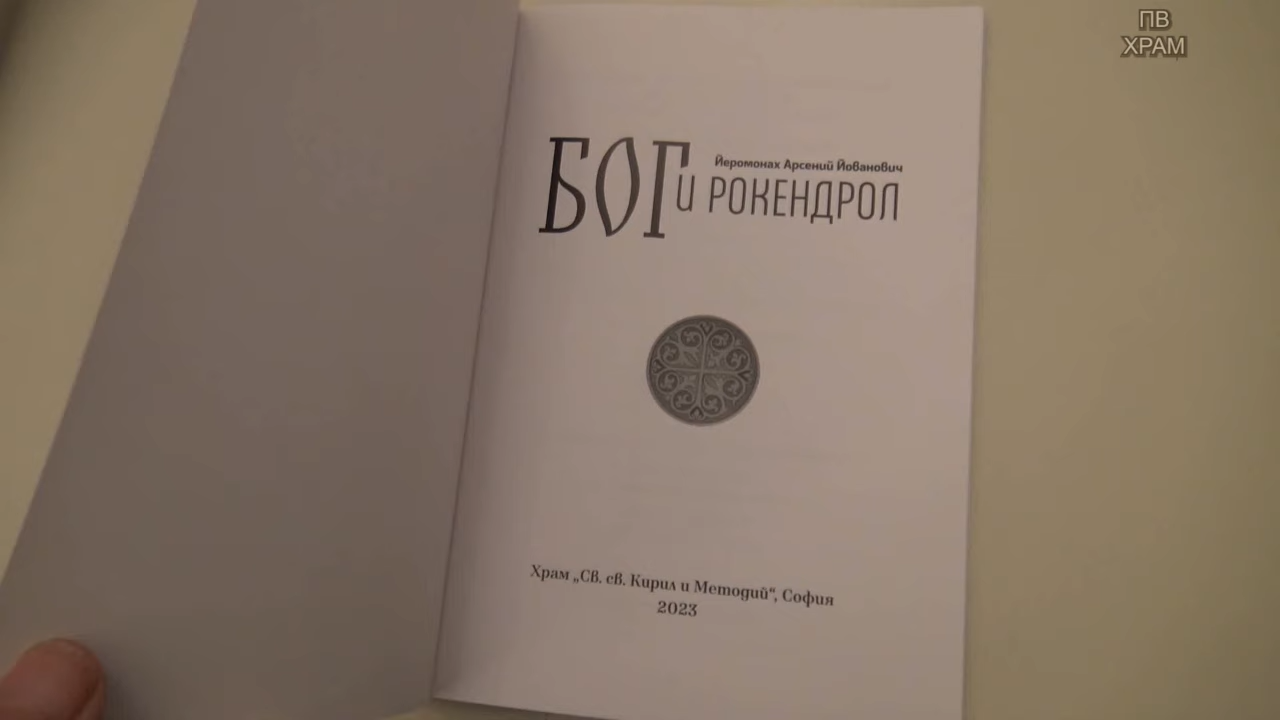 ПВ
ХРАМ
Йеромонах Арсений Йованович
БОГ и РОКЕНДРОЛ
Храм „Св. св. Кирил и Методий“, София
2023